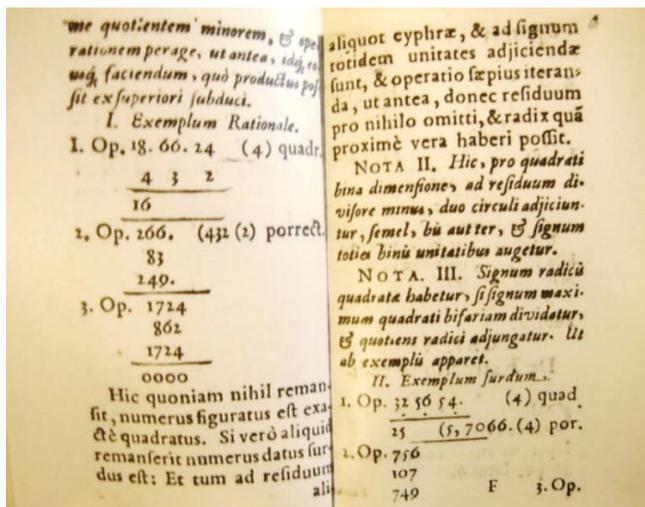 me quotientem minorem, & ope
rationem perage, ut antea, idq́ eo
usq́ faciendum, quò productus pos
sit ex superiori subduci.
I. Exemplum Rationale.
1. Op. 18. 66. 24 (4) quadr.
4 3 2
16
2. Op. 266. (432 (2) porrect.
83
249.
3. Op. 1724
862
1724
0000
Hic quoniam nihil reman-
sit, numerus figuratus est exa-
ctè quadratus. Si verò aliquid
remanserit numerus datus sur-
dus est: Et tum ad residuum
ali-
aliquot cyphræ, & ad signum
totidem unitates adjiciendæ
sunt, & operatio sæpius iteran-
da, ut antea, donec residuum
pro nihilo omitti, & radix quã
proximè vera haberi possit.
NOTA II. Hic, pro quadrati
bina dimensione, ad residuum di-
visore minus, duo circuli adjiciun-
tur, semel, bis aut ter, & signum
toties binis unitatibus augetur.
NOTA. III. Signum radicis
quadratæ habetur, si signum maxi-
mum quadrati bifariam dividatur,
& quotiens radici adjungatur. Ut
ab exemplis apparet.
II. Exemplum surdum.
1. Op. 32 56 54. (4) quad
25 (5,7066. (4) por.
2. Op. 756
107
749 F 3. Op.